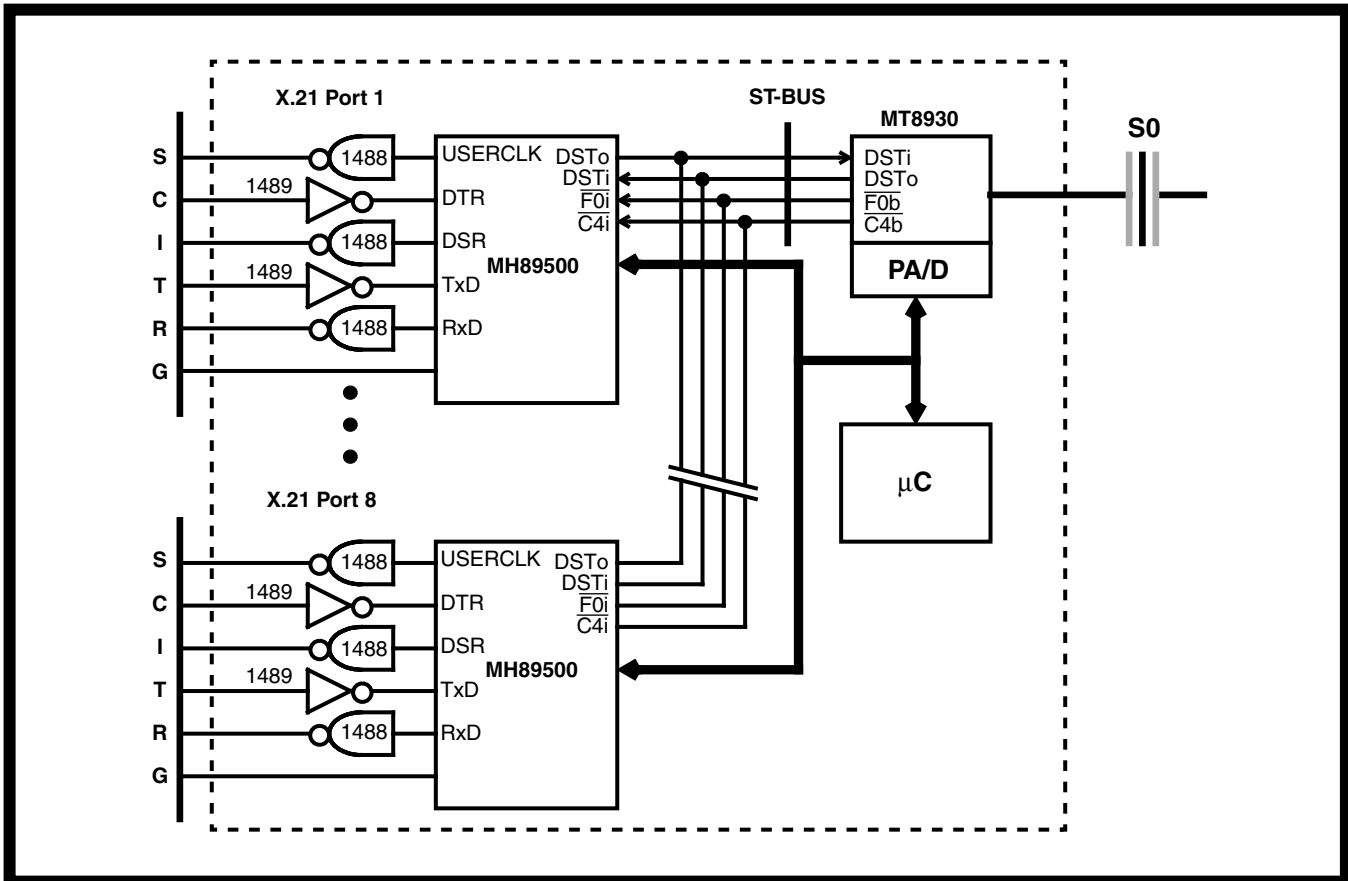 X.21 Port 1
ST-BUS
MT8930
S0
S
1488
USERCLK
DSTo
DSTi
C
1489
DTR
DSTi
DSTo
F0i
F0b
I
1488
DSR
C4i
C4b
T
1489
TxD
MH89500
PA/D
R
1488
RxD
G
μC
X.21 Port 8
S
1488
USERCLK
DSTo
DSTi
C
1489
DTR
F0i
C4i
I
1488
DSR
MH89500
T
1489
TxD
R
1488
RxD
G